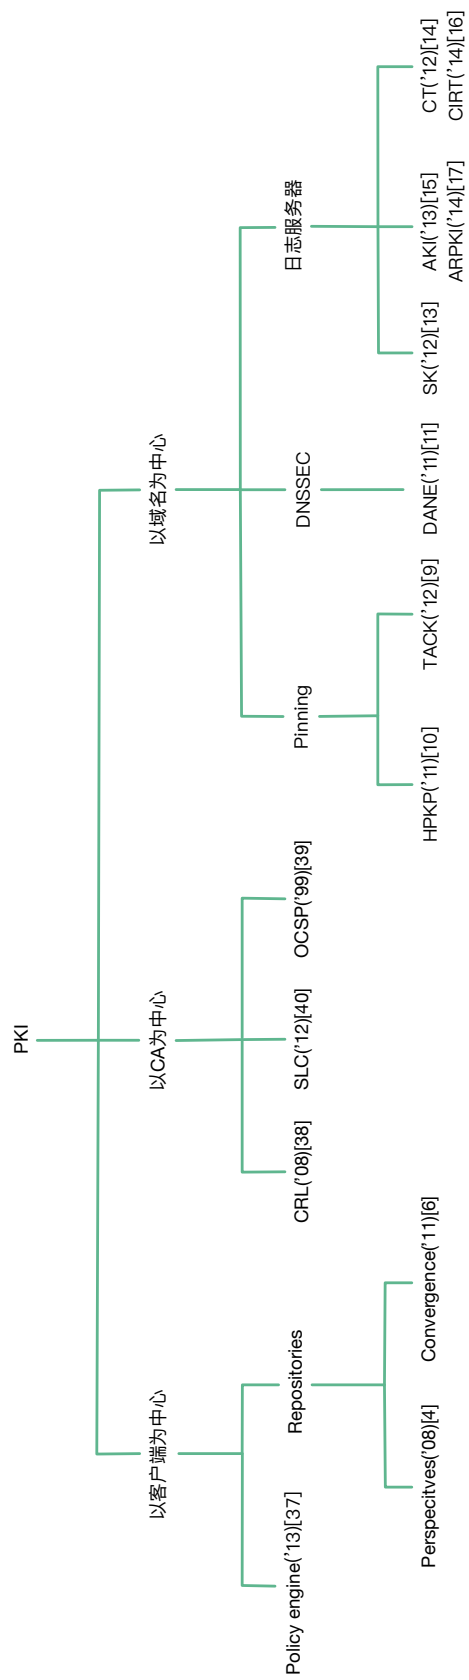 PKI
以客户端为中心
以CA为中心
以域名为中心
Policy engine('13)[37]
Repositories
CRL('08)[38]
SLC('12)[40]
OCSP('99)[39]
Pinning
DNSSEC
日志服务器
Perspecitves('08)[4]
Convergence('11)[6]
HPKP('11)[10]
TACK('12)[9]
DANE('11)[11]
SK('12)[13]
AKI('13)[15]
ARPKI('14)[17]
CT('12)[14]
CIRT('14)[16]